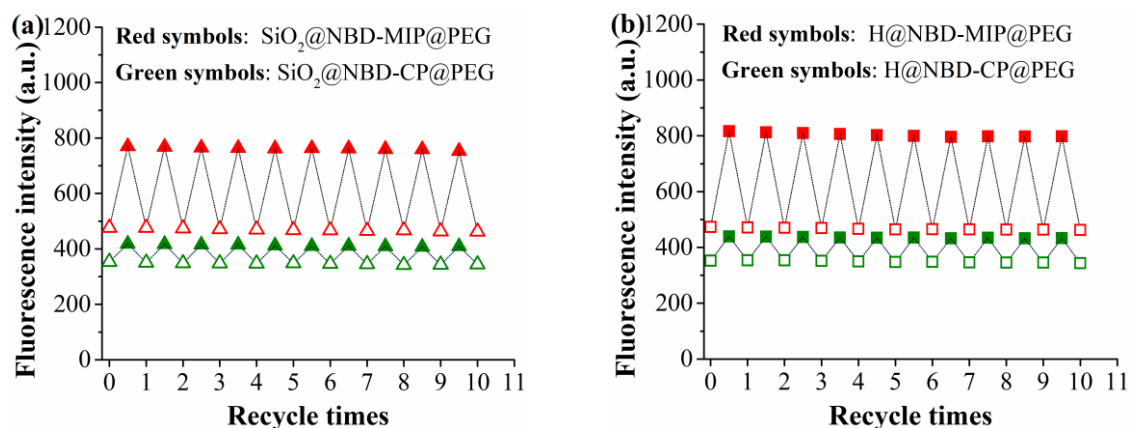 (a)
Red symbols: SiO₂@NBD-MIP@PEG
Green symbols: SiO₂@NBD-CP@PEG
Fluorescence intensity (a.u.)
1200
1000
800
600
400
200
0
0 1 2 3 4 5 6 7 8 9 10 11
Recycle times
(b)
Red symbols: H@NBD-MIP@PEG
Green symbols: H@NBD-CP@PEG
Fluorescence intensity (a.u.)
1200
1000
800
600
400
200
0
0 1 2 3 4 5 6 7 8 9 10 11
Recycle times